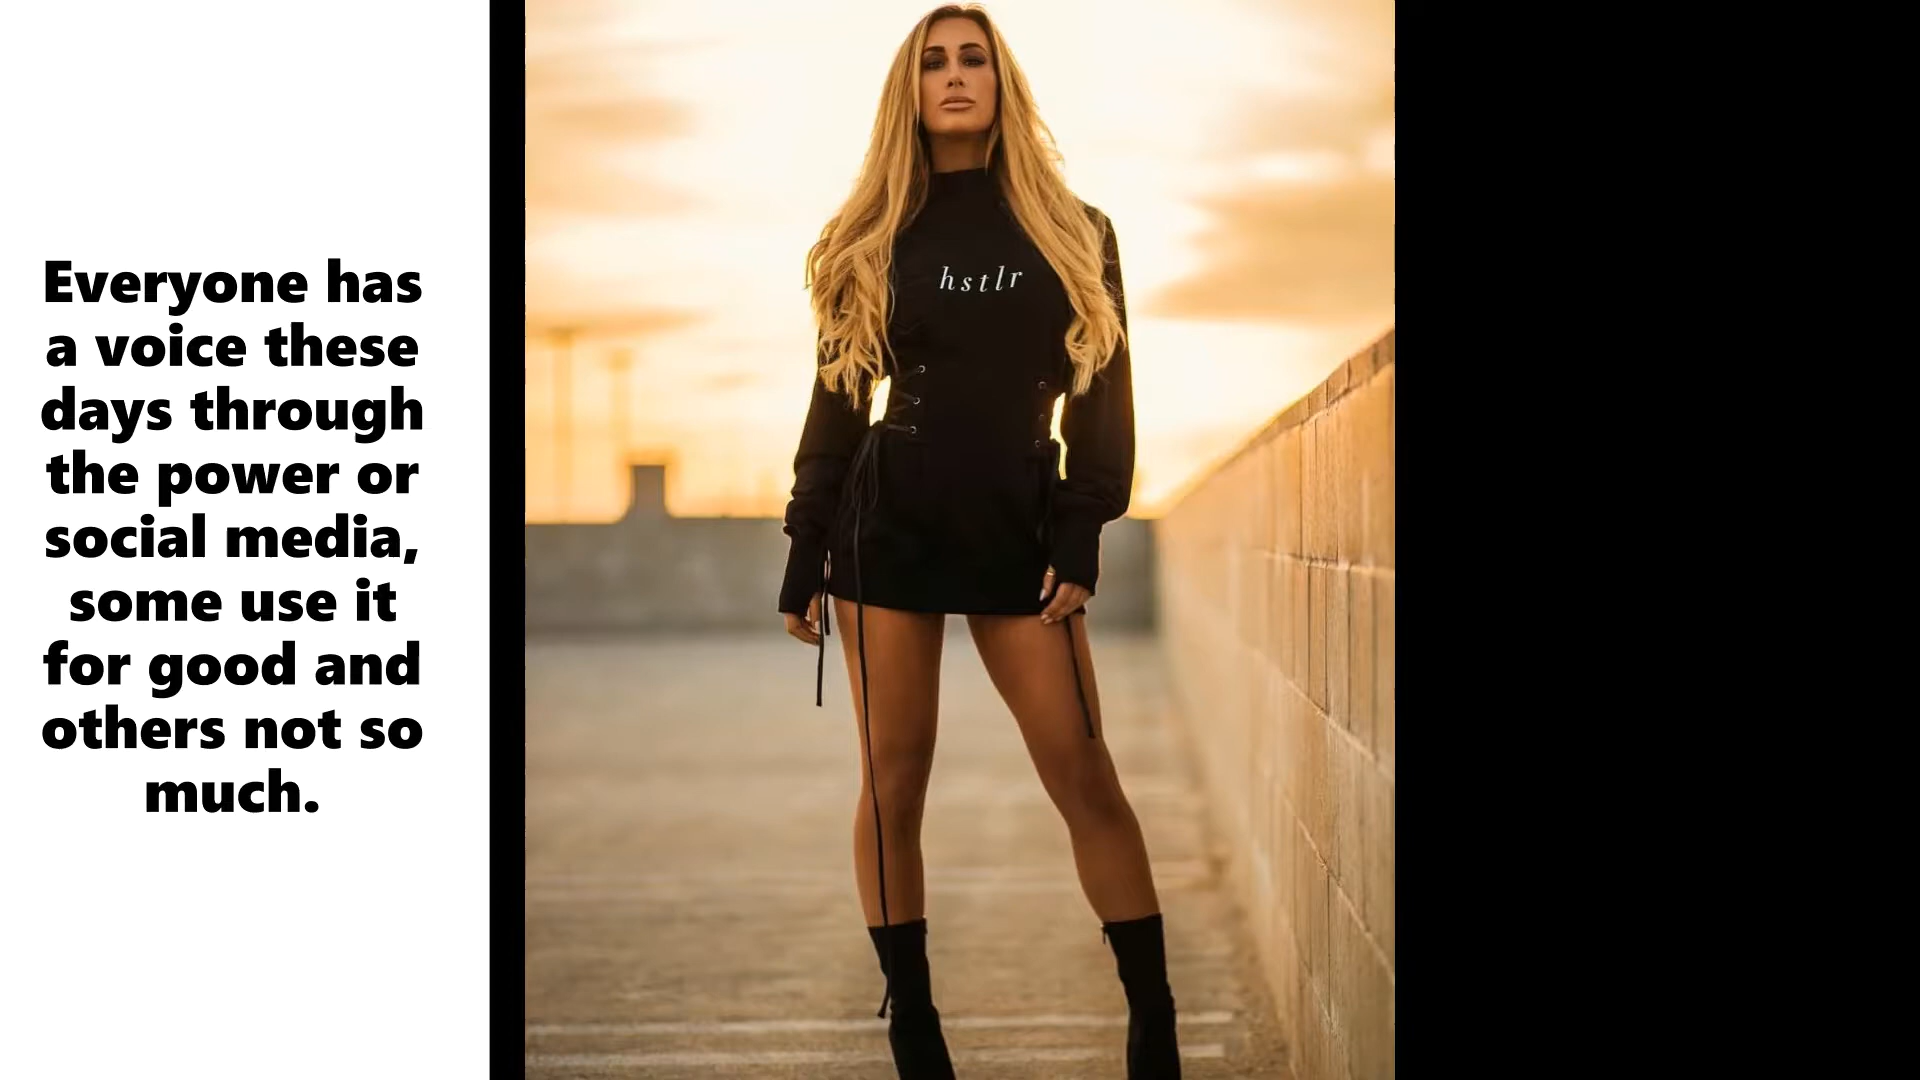 Everyone has
a voice these
days through
the power or
social media,
some use it
for good and
others not so
much.
hstlr